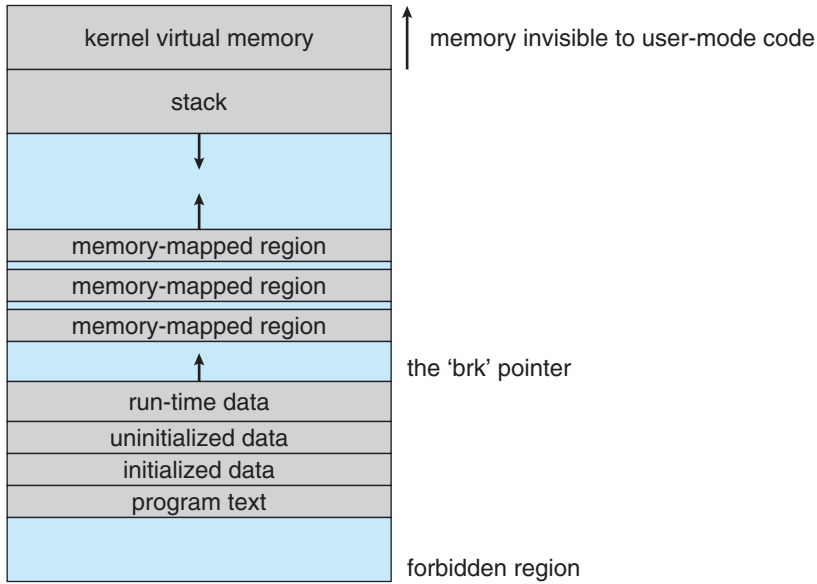 kernel virtual memory
memory invisible to user-mode code
stack
memory-mapped region
memory-mapped region
memory-mapped region
the ‘brk’ pointer
run-time data
uninitialized data
initialized data
program text
forbidden region